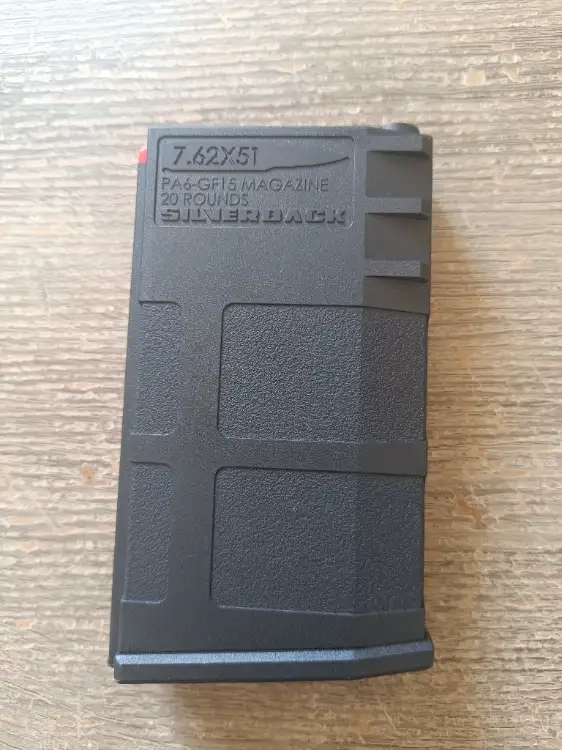 7.62X51
PA6-GF15 MAGAZINE
20 ROUNDS
SILVERBACK